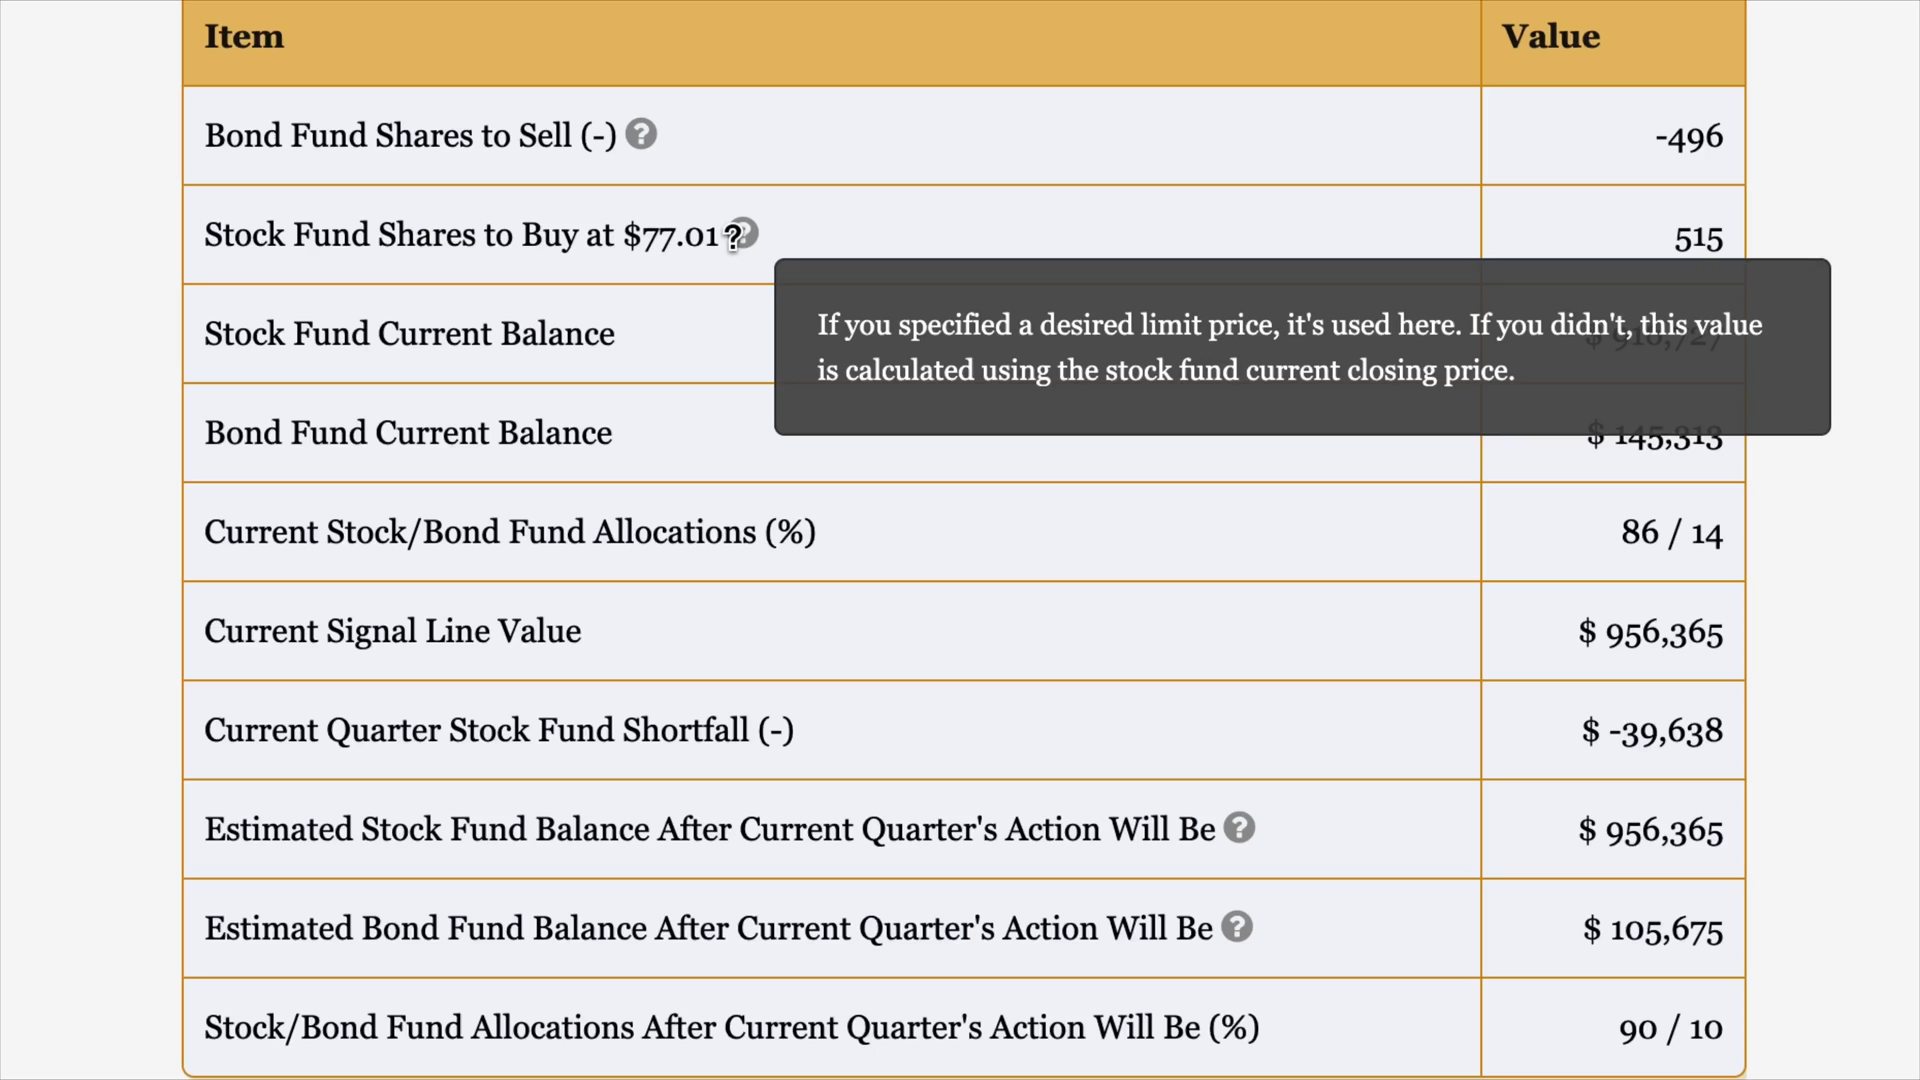 Item Value
Bond Fund Shares to Sell (-) ?
-496
Stock Fund Shares to Buy at $77.01 ?
515
If you specified a desired limit price, it's used here. If you didn't, this value
is calculated using the stock fund current closing price.
Stock Fund Current Balance
$ 916,727
Bond Fund Current Balance
$ 145,313
Current Stock/Bond Fund Allocations (%)
86 / 14
Current Signal Line Value
$ 956,365
Current Quarter Stock Fund Shortfall (-)
$ -39,638
Estimated Stock Fund Balance After Current Quarter's Action Will Be ?
$ 956,365
Estimated Bond Fund Balance After Current Quarter's Action Will Be ?
$ 105,675
Stock/Bond Fund Allocations After Current Quarter's Action Will Be (%)
90 / 10